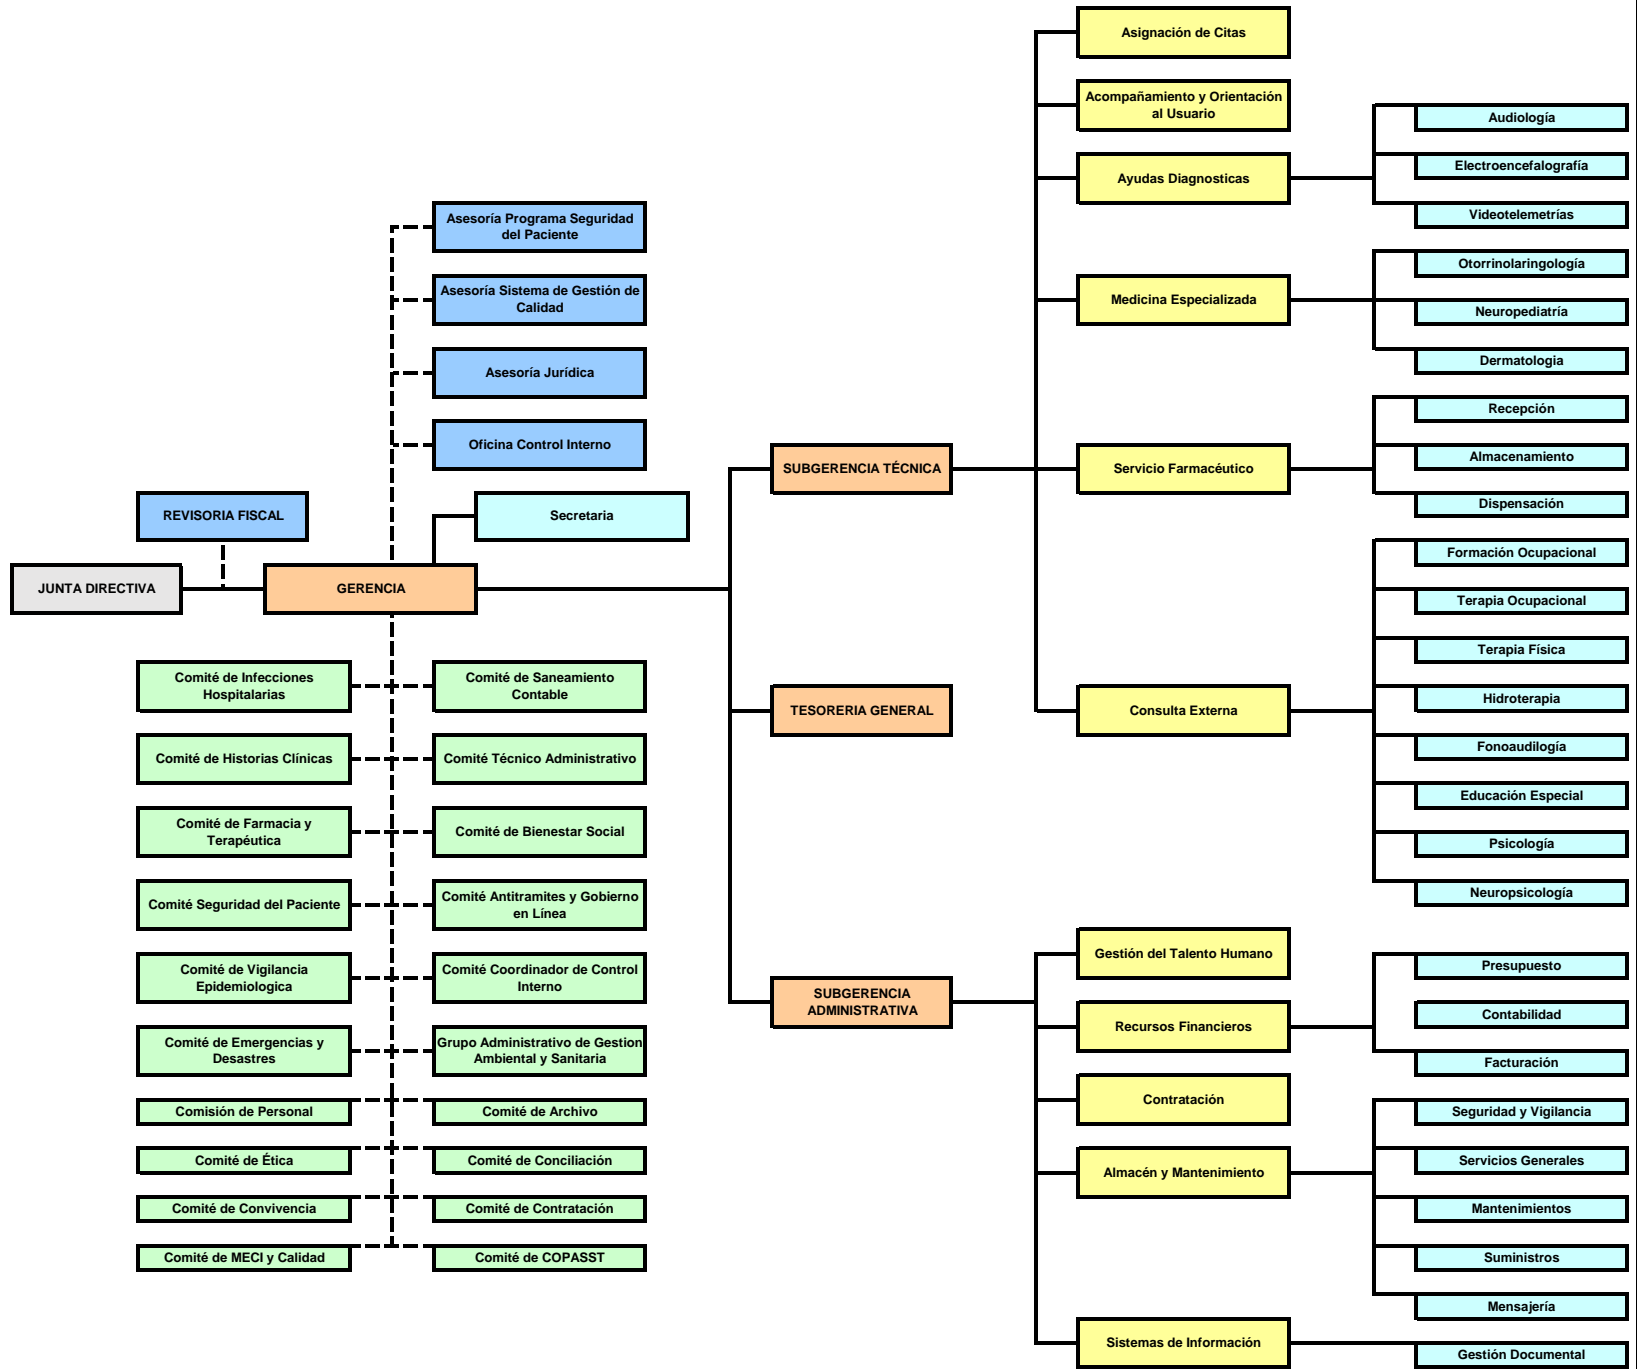 Asignación de Citas
Acompañamiento y Orientación
al Usuario
Audiología
Electroencefalografía
Ayudas Diagnosticas
Videotelemetrías
Asesoría Programa Seguridad
del Paciente
Otorrinolaringología
Asesoría Sistema de Gestión de
Calidad
Medicina Especializada
Neuropediatría
Dermatologia
Asesoría Jurídica
Recepción
Oficina Control Interno
Almacenamiento
SUBGERENCIA TÉCNICA
Servicio Farmacéutico
Dispensación
REVISORIA FISCAL
Secretaria
Formación Ocupacional
JUNTA DIRECTIVA
GERENCIA
Terapia Ocupacional
Terapia Física
Comité de Infecciones
Hospitalarias
Comité de Saneamiento
Contable
Hidroterapia
TESORERIA GENERAL
Consulta Externa
Fonoaudilogía
Comité de Historias Clínicas
Comité Técnico Administrativo
Educación Especial
Comité de Farmacia y
Terapéutica
Comité de Bienestar Social
Psicología
Neuropsicología
Comité Seguridad del Paciente
Comité Antitramites y Gobierno
en Línea
Gestión del Talento Humano
Presupuesto
Comité de Vigilancia
Epidemiologica
Comité Coordinador de Control
Interno
SUBGERENCIA
ADMINISTRATIVA
Contabilidad
Recursos Financieros
Comité de Emergencias y
Desastres
Grupo Administrativo de Gestion
Ambiental y Sanitaria
Facturación
Contratación
Comisión de Personal
Comité de Archivo
Seguridad y Vigilancia
Comité de Ética
Comité de Conciliación
Servicios Generales
Almacén y Mantenimiento
Comité de Convivencia
Comité de Contratación
Mantenimientos
Comité de MECI y Calidad
Comité de COPASST
Suministros
Mensajería
Sistemas de Información
Gestión Documental